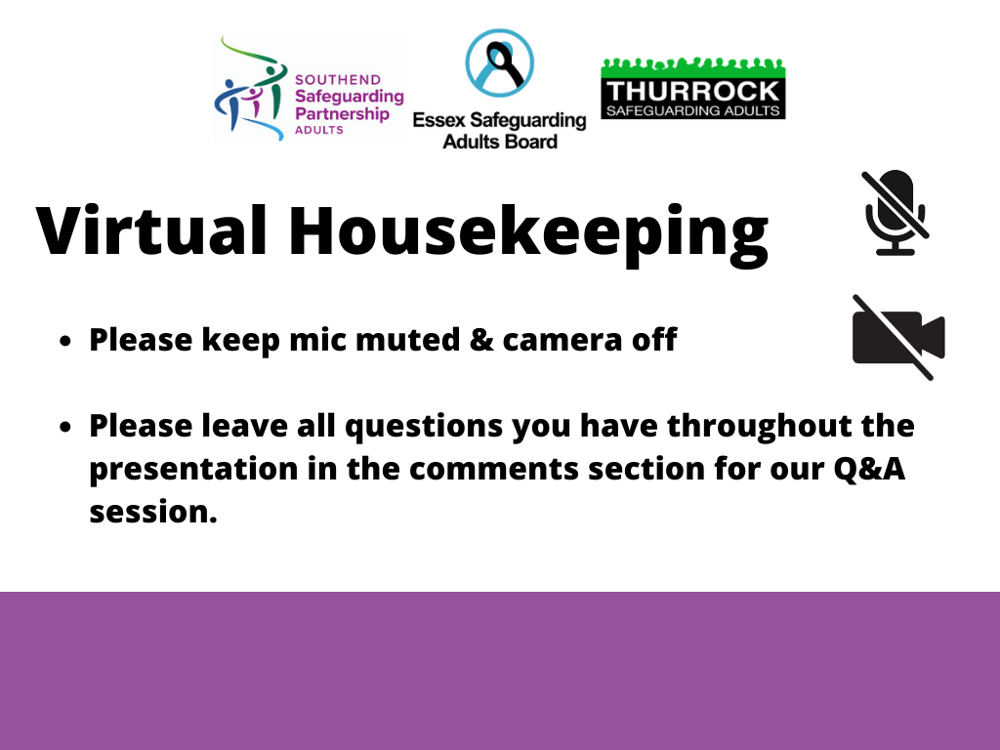 SOUTHEND
Safeguarding
Partnership
ADULTS
Essex Safeguarding
Adults Board
THURROCK
SAFEGUARDING ADULTS
Virtual Housekeeping
• Please keep mic muted & camera off
• Please leave all questions you have throughout the
presentation in the comments section for our Q&A
session.